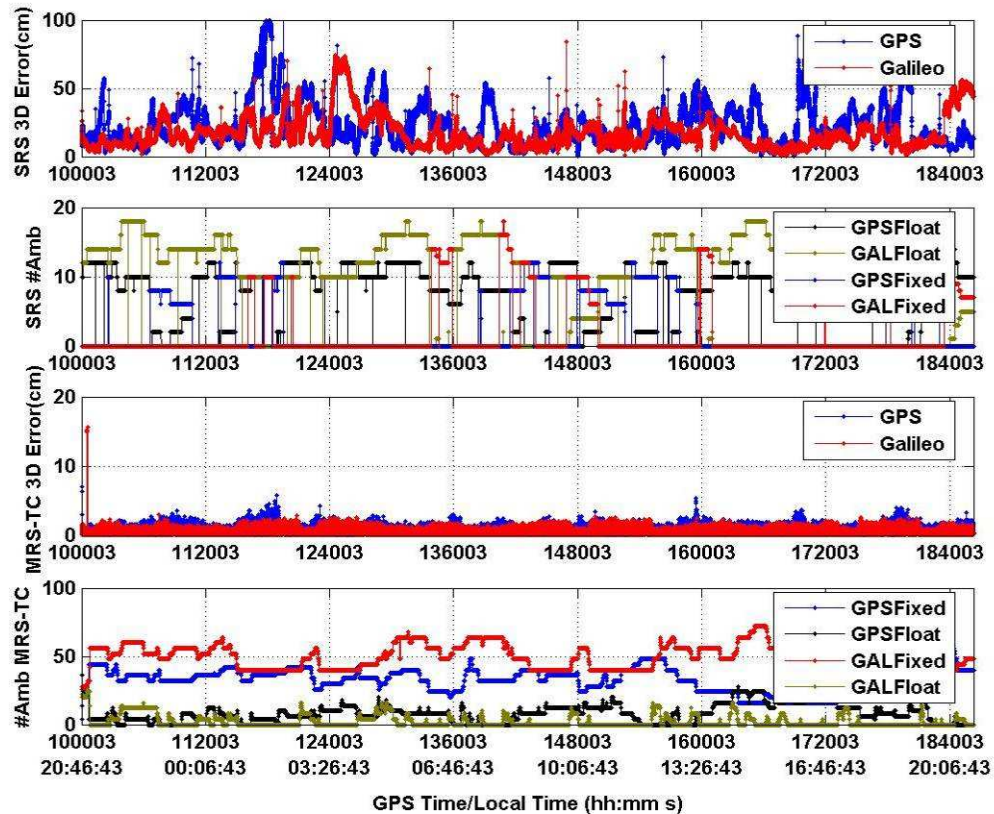 SRS 3D Error(cm)
100
50
0
GPS
Galileo
100003 112003 124003 136003 148003 160003 172003 184003
SRS #Amb
20
10
0
GPSFloat
GALFloat
GPSFixed
GALFixed
100003 112003 124003 136003 148003 160003 172003 184003
MRS-TC 3D Error(cm)
20
10
0
GPS
Galileo
100003 112003 124003 136003 148003 160003 172003 184003
#Amb MRS-TC
100
50
0
GPSFixed
GPSFloat
GALFixed
GALFloat
100003 112003 124003 136003 148003 160003 172003 184003
20:46:43 00:06:43 03:26:43 06:46:43 10:06:43 13:26:43 16:46:43 20:06:43
GPS Time/Local Time (hh:mm s)